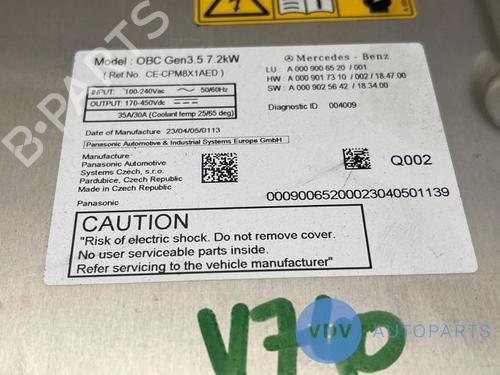 Model : OBC Gen3.5 7.2kW
( Ref No. CE-CPM8X1AED )
INPUT: 100-240Vac 50/60Hz
OUTPUT: 170-450Vdc
35A/30A (Coolant temp 25/65 deg)
Date of Manufacture : 23/04/05/0113
Panasonic Automotive & Industrial Systems Europe GmbH
Manufacture
Panasonic Automotive
Systems Czech, s.r.o.
Pardubice, Czech Republic
Made in Czech Republic
Panasonic
Mercedes - Benz
LU : A 000 900 65 20 / 001
HW : A 000 901 73 10 / 002 / 18.47.00
SW : A 000 902 56 42 / 18.34.00
Diagnostic ID : 004009
Q002
00090065200023040501139
CAUTION
"Risk of electric shock. Do not remove cover.
No user serviceable parts inside.
Refer servicing to the vehicle manufacturer"
V710
VDV AUTOPARTS